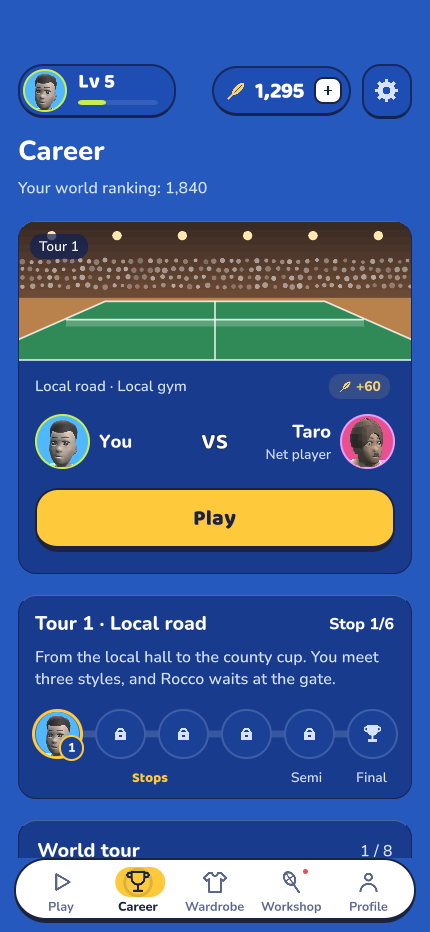 Lv 5
1,295
+
Career
Your world ranking: 1,840
Tour 1
Local road · Local gym
+60
You
VS
Taro
Net player
Play
Tour 1 · Local road
Stop 1/6
From the local hall to the county cup. You meet
three styles, and Rocco waits at the gate.
1
Stops
Semi
Final
World tour
1 / 8
Play
Career
Wardrobe
Workshop
Profile